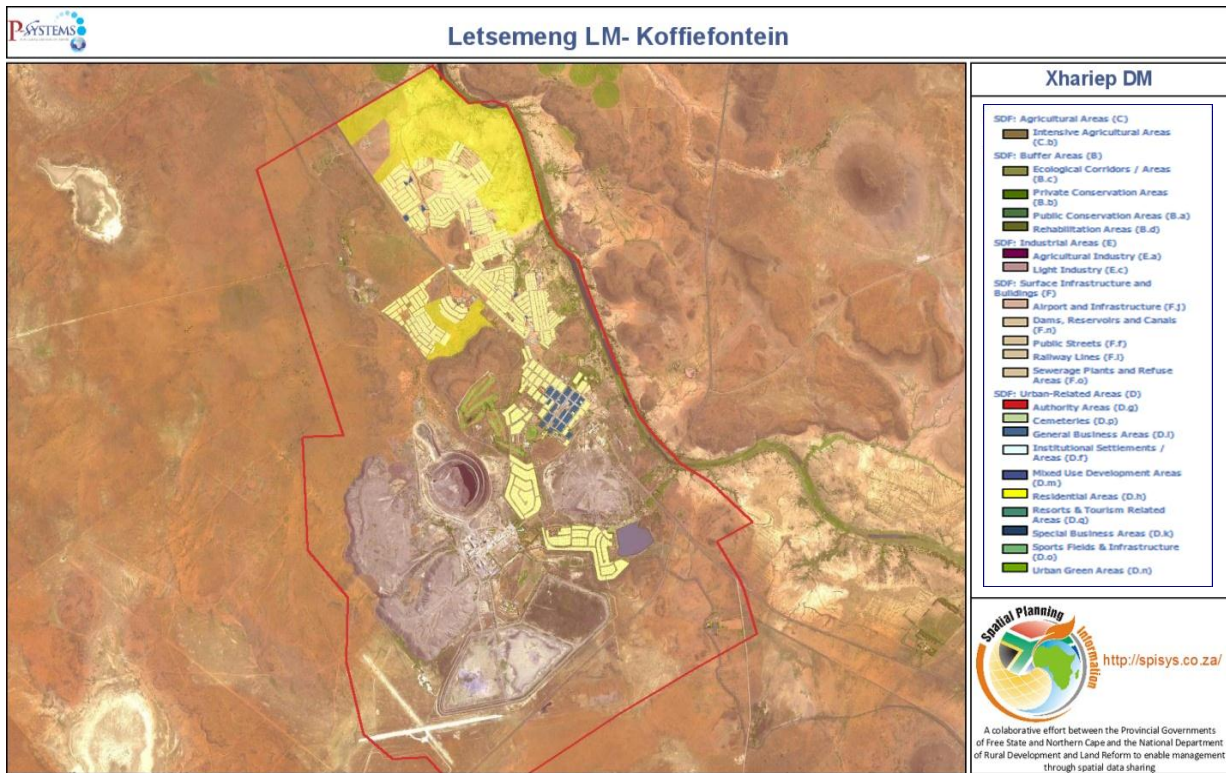 P-SYSTEMS
Letsemeng LM- Koffiefontein
Xhariep DM
SDF: Agricultural Areas (C)
Intensive Agricultural Areas
(C.b)
SDF: Buffer Areas (B)
Ecological Corridors / Areas
(B.c)
Private Conservation Areas
(B.b)
Public Conservation Areas (B.a)
Rehabilitation Areas (B.d)
SDF: Industrial Areas (E)
Agricultural Industry (E.a)
Light Industry (E.c)
SDF: Surface Infrastructure and
Buildings (F)
Airport and Infrastructure (F.j)
Dams, Reservoirs and Canals
(F.n)
Public Streets (F.f)
Railway Lines (F.i)
Sewerage Plants and Refuse
Areas (F.o)
SDF: Urban-Related Areas (D)
Authority Areas (D.g)
Cemeteries (D.p)
General Business Areas (D.l)
Institutional Settlements /
Areas (D.f)
Mixed Use Development Areas
(D.m)
Residential Areas (D.h)
Resorts & Tourism Related
Areas (D.q)
Special Business Areas (D.k)
Sports Fields & Infrastructure
(D.o)
Urban Green Areas (D.n)
Spatial Planning
Information
http://spisys.co.za/
A colaborative effort between the Provincial Governments
of Free State and Northern Cape and the National Department
of Rural Development and Land Reform to enable management
through spatial data sharing